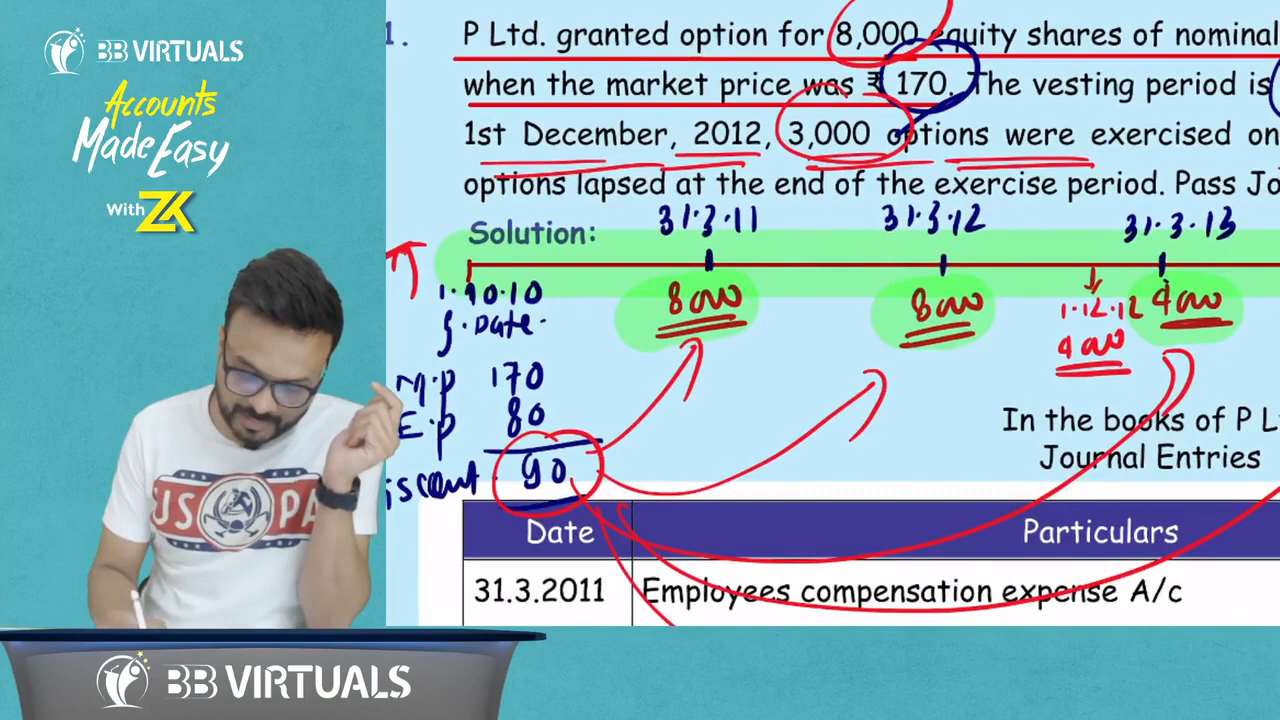 BB VIRTUALS
Accounts
Made Easy
With ZK
1. P Ltd. granted option for 8,000 equity shares of nominal
when the market price was ₹ 170. The vesting period is
1st December, 2012, 3,000 options were exercised on
options lapsed at the end of the exercise period. Pass Jo
Solution:
31.3.11 31.3.12 31.3.13
1.10.10 8000 8000 1.12.12 4000
g. Date. 4000
M.P 170
E.P 80
iscount 90
In the books of P L
Journal Entries
Date Particulars
31.3.2011 Employees compensation expense A/c
USPA
BB VIRTUALS